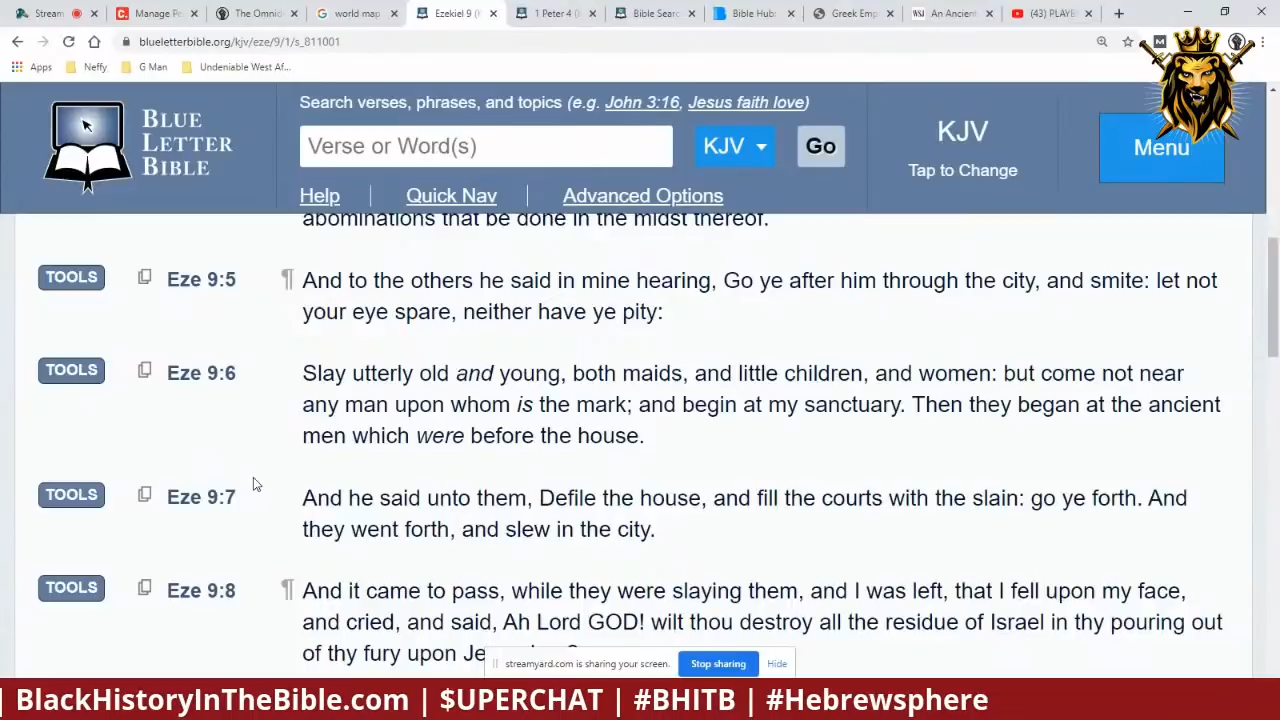 Stream
Manage Pe
The Omnib
world map
Ezekiel 9 (
1 Peter 4 (
Bible Sear
Bible Hub
Greek Emp
WSJ An Ancien
(43) PLAYB
blueletterbible.org/kjv/eze/9/1/s_811001
Apps Neffy G Man Undeniable West Af...
BLUE
LETTER
BIBLE
Search verses, phrases, and topics (e.g. John 3:16, Jesus faith love)
Verse or Word(s) KJV Go
Help Quick Nav Advanced Options
KJV
Tap to Change
Menu
abominations that be done in the midst thereof.
TOOLS Eze 9:5 ¶ And to the others he said in mine hearing, Go ye after him through the city, and smite: let not
your eye spare, neither have ye pity:
TOOLS Eze 9:6 Slay utterly old and young, both maids, and little children, and women: but come not near
any man upon whom is the mark; and begin at my sanctuary. Then they began at the ancient
men which were before the house.
TOOLS Eze 9:7 And he said unto them, Defile the house, and fill the courts with the slain: go ye forth. And
they went forth, and slew in the city.
TOOLS Eze 9:8 ¶ And it came to pass, while they were slaying them, and I was left, that I fell upon my face,
and cried, and said, Ah Lord GOD! wilt thou destroy all the residue of Israel in thy pouring out
of thy fury upon Je
streamyard.com is sharing your screen. Stop sharing Hide
| BlackHistoryInTheBible.com | $UPERCHAT | #BHITB | #Hebrewsphere